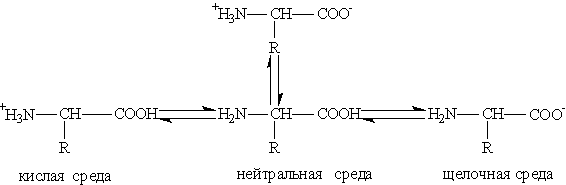 ⁺H₃N—CH—COO⁻
R
⁺H₃N—CH—COOH H₂N—CH—COOH H₂N—CH—COO⁻
R R R
кислая среда нейтральная среда щелочная среда